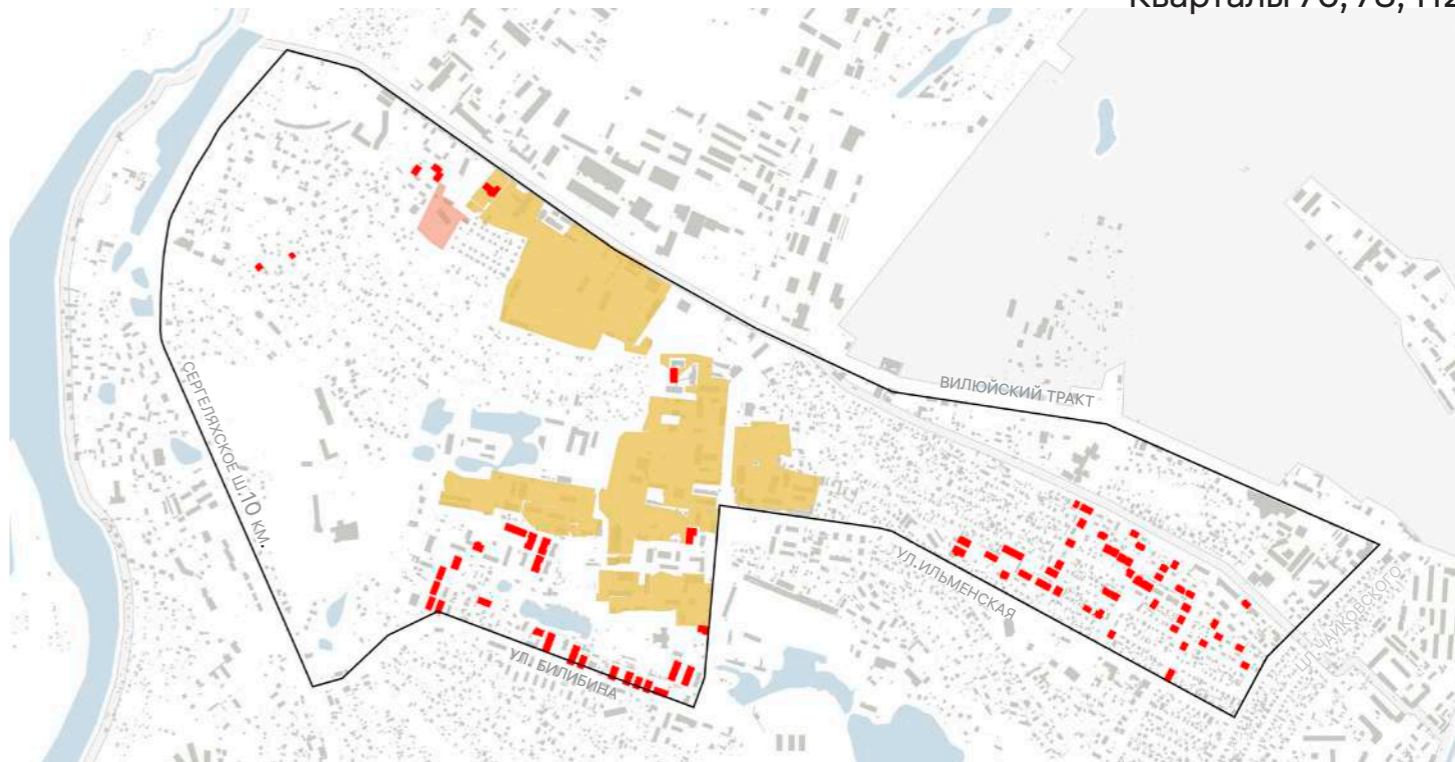 Кварталы 76, 78, 112
ВИЛЮЙСКИЙ ТРАКТ
СЕРГЕЛЯХСКОЕ Ш.10 КМ.
УЛ.ИЛЬМЕНСКАЯ
УЛ. ЧАЙКОВСКОГО
УЛ. БИЛИБИНА